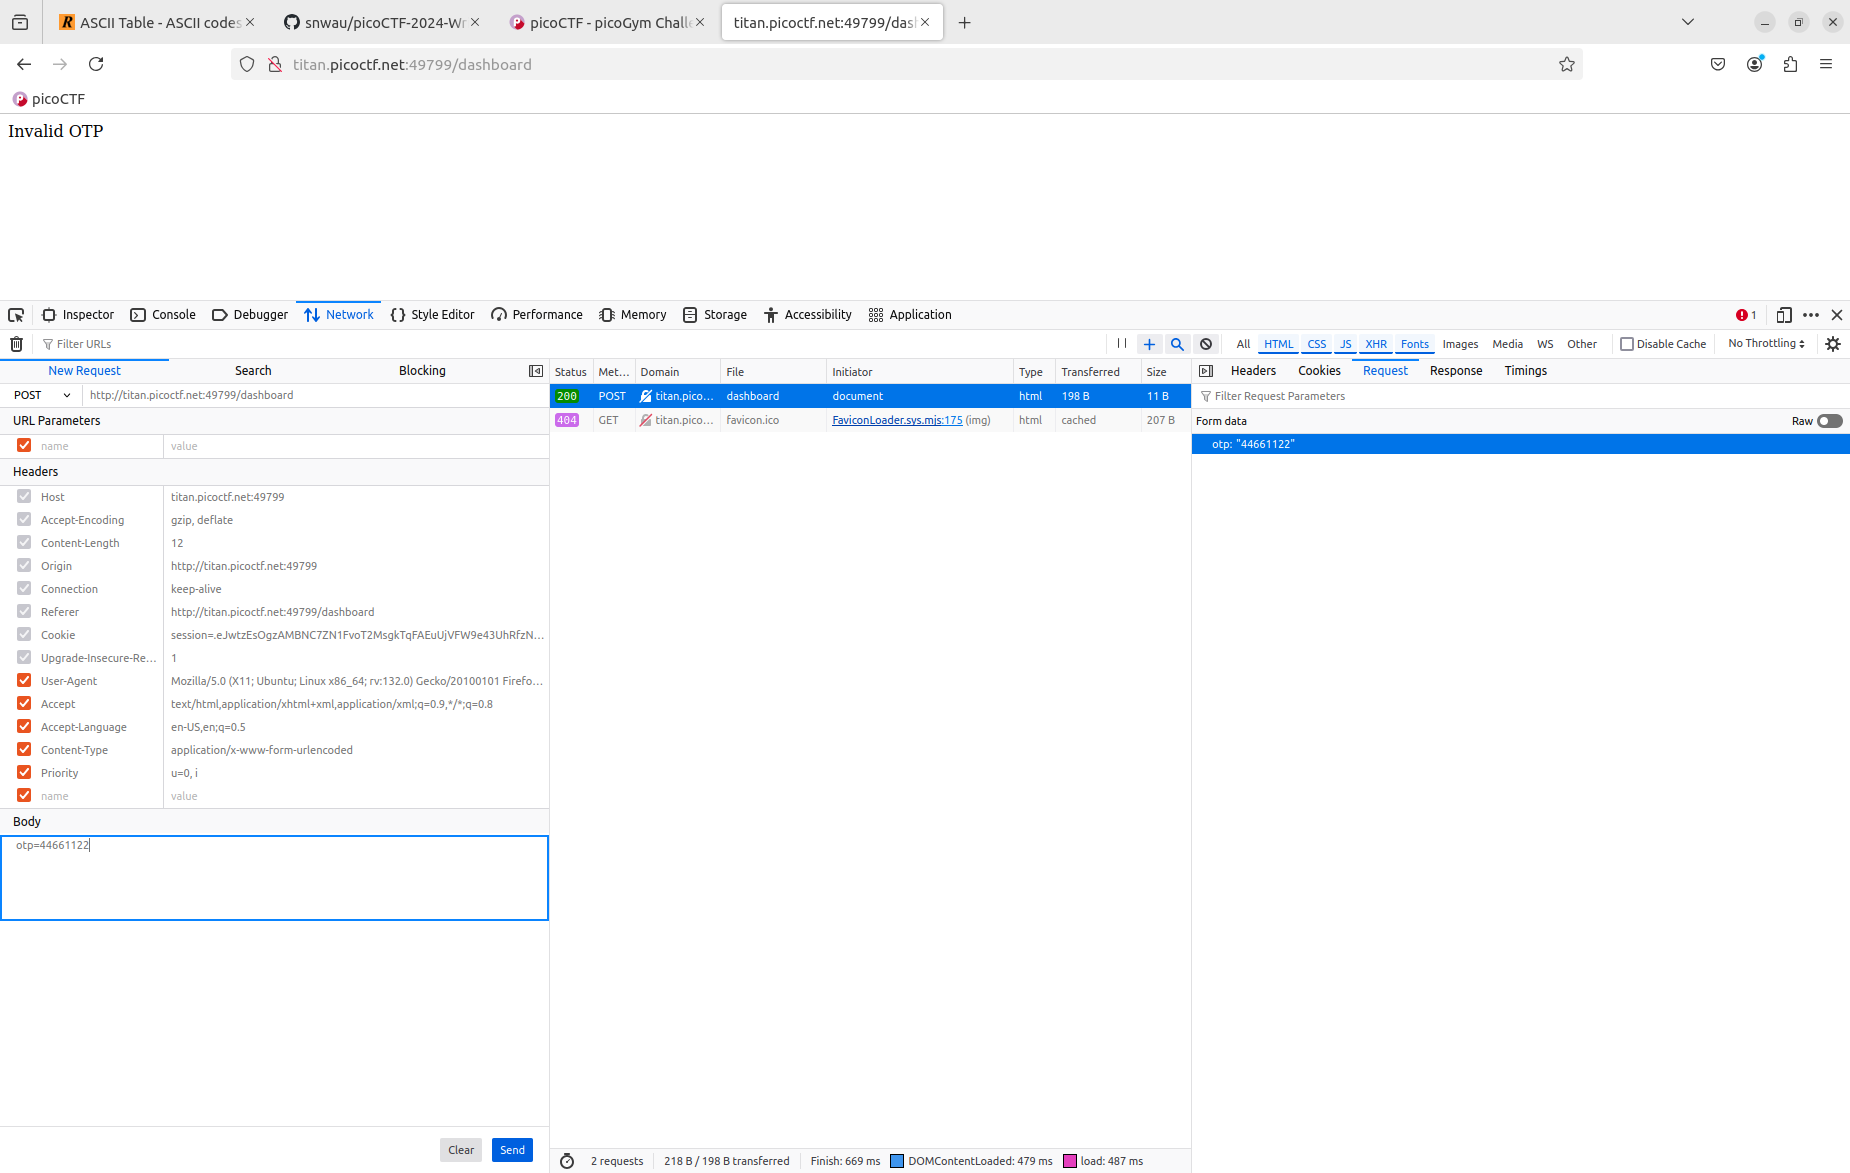 ASCII Table - ASCII codes
snwau/picoCTF-2024-Wr
picoCTF - picoGym Chall
titan.picoctf.net:49799/das
titan.picoctf.net:49799/dashboard
picoCTF
Invalid OTP
Inspector Console Debugger Network Style Editor Performance Memory Storage Accessibility Application 1
Filter URLs All HTML CSS JS XHR Fonts Images Media WS Other Disable Cache No Throttling
New Request Search Blocking
POST http://titan.picoctf.net:49799/dashboard
URL Parameters
name value
Headers
Host titan.picoctf.net:49799
Accept-Encoding gzip, deflate
Content-Length 12
Origin http://titan.picoctf.net:49799
Connection keep-alive
Referer http://titan.picoctf.net:49799/dashboard
Cookie session=.eJwtzEsOgzAMBNC7ZN1FvoT2MsgkTqFAEuUjVFW9e43UhRfzN...
Upgrade-Insecure-Re... 1
User-Agent Mozilla/5.0 (X11; Ubuntu; Linux x86_64; rv:132.0) Gecko/20100101 Firefo...
Accept text/html,application/xhtml+xml,application/xml;q=0.9,*/*;q=0.8
Accept-Language en-US,en;q=0.5
Content-Type application/x-www-form-urlencoded
Priority u=0, i
name value
Body
otp=44661122
Clear Send
Status Met... Domain File Initiator Type Transferred Size
200 POST titan.pico... dashboard document html 198 B 11 B
404 GET titan.pico... favicon.ico FaviconLoader.sys.mjs:175 (img) html cached 207 B
2 requests 218 B / 198 B transferred Finish: 669 ms DOMContentLoaded: 479 ms load: 487 ms
Headers Cookies Request Response Timings
Filter Request Parameters
Form data Raw
otp: "44661122"